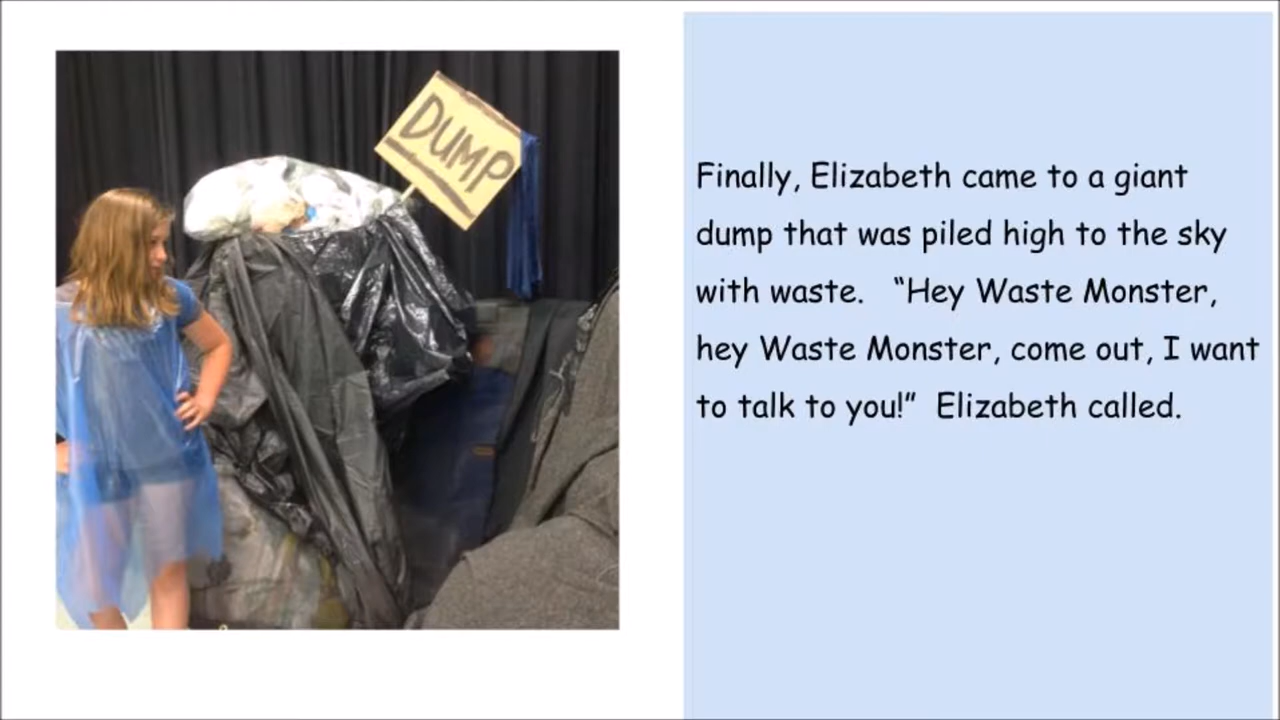 DUMP
Finally, Elizabeth came to a giant
dump that was piled high to the sky
with waste.   “Hey Waste Monster,
hey Waste Monster, come out, I want
to talk to you!”  Elizabeth called.